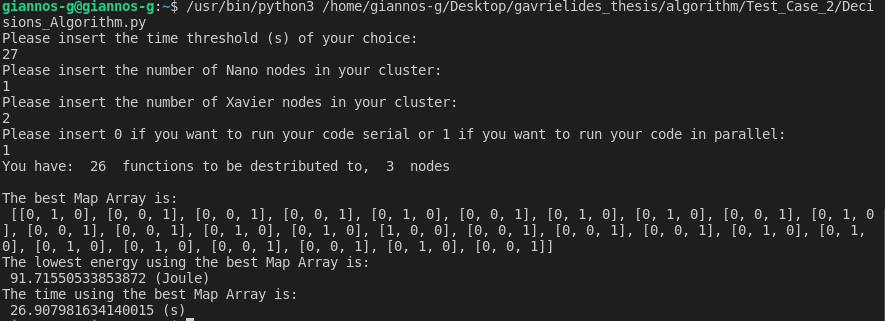 giannos-g@giannos-g:~$ /usr/bin/python3 /home/giannos-g/Desktop/gavrielides_thesis/algorithm/Test_Case_2/Deci
sions_Algorithm.py
Please insert the time threshold (s) of your choice:
27
Please insert the number of Nano nodes in your cluster:
1
Please insert the number of Xavier nodes in your cluster:
2
Please insert 0 if you want to run your code serial or 1 if you want to run your code in parallel:
1
You have:  26  functions to be destributed to,  3  nodes

The best Map Array is:
 [[0, 1, 0], [0, 0, 1], [0, 0, 1], [0, 0, 1], [0, 1, 0], [0, 0, 1], [0, 1, 0], [0, 1, 0], [0, 0, 1], [0, 1, 0
], [0, 0, 1], [0, 0, 1], [0, 1, 0], [0, 1, 0], [1, 0, 0], [0, 0, 1], [0, 0, 1], [0, 0, 1], [0, 1, 0], [0, 1,
0], [0, 1, 0], [0, 1, 0], [0, 0, 1], [0, 0, 1], [0, 1, 0], [0, 0, 1]]
The lowest energy using the best Map Array is:
 91.71550533853872 (Joule)
The time using the best Map Array is:
 26.907981634140015 (s)